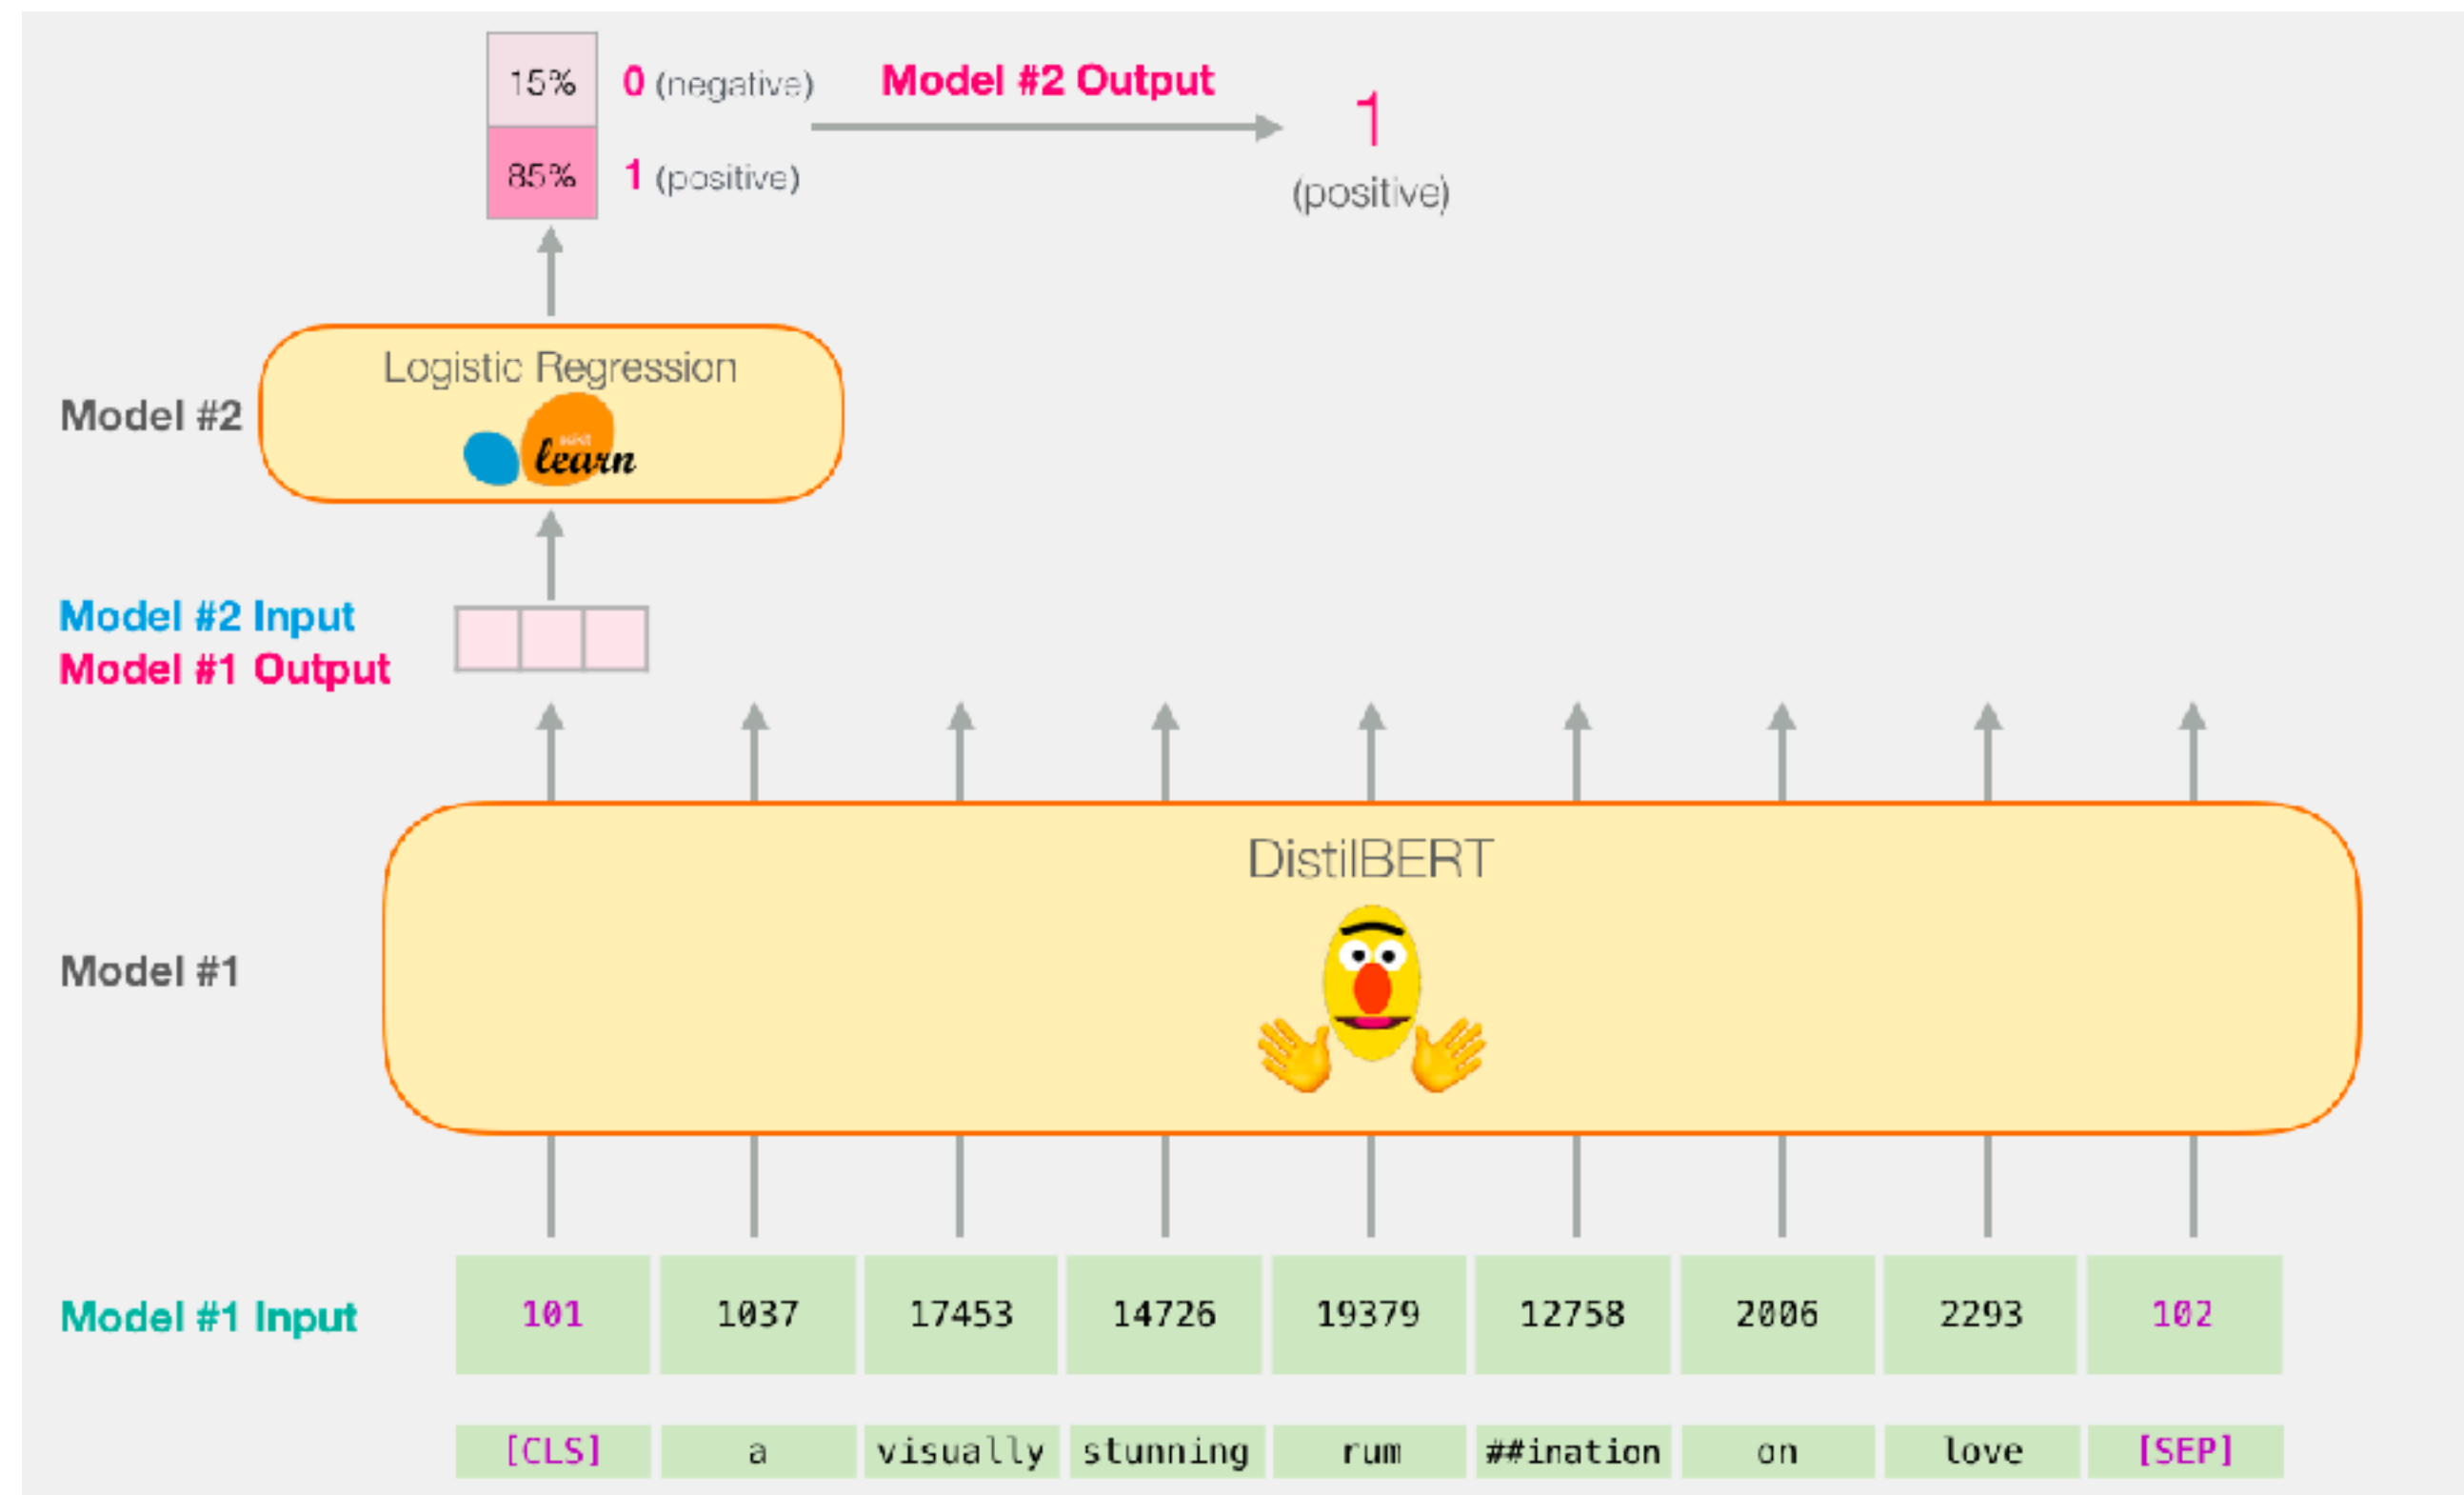 15% 0 (negative) Model #2 Output 1
85% 1 (positive) (positive)
Logistic Regression
Model #2
scikit
learn
Model #2 Input
Model #1 Output
DistilBERT
Model #1
Model #1 Input 101 1037 17453 14726 19379 12758 2006 2293 102
[CLS] a visually stunning rum ##ination on love [SEP]